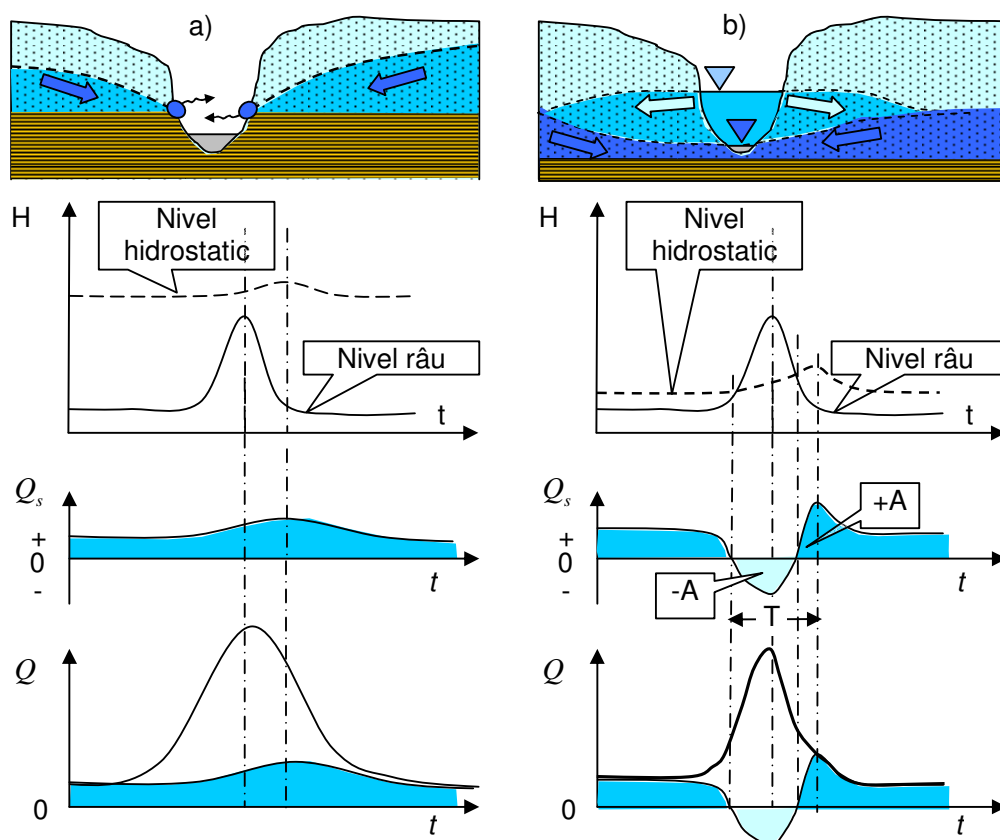 a)
H
Nivel
hidrostatic
Nivel râu
t
Qs
+
0
-
t
Q
0
t
b)
Nivel
hidrostatic
Nivel râu
t
Qs
+
0
-
+A
-A
t
T
Q
0
t